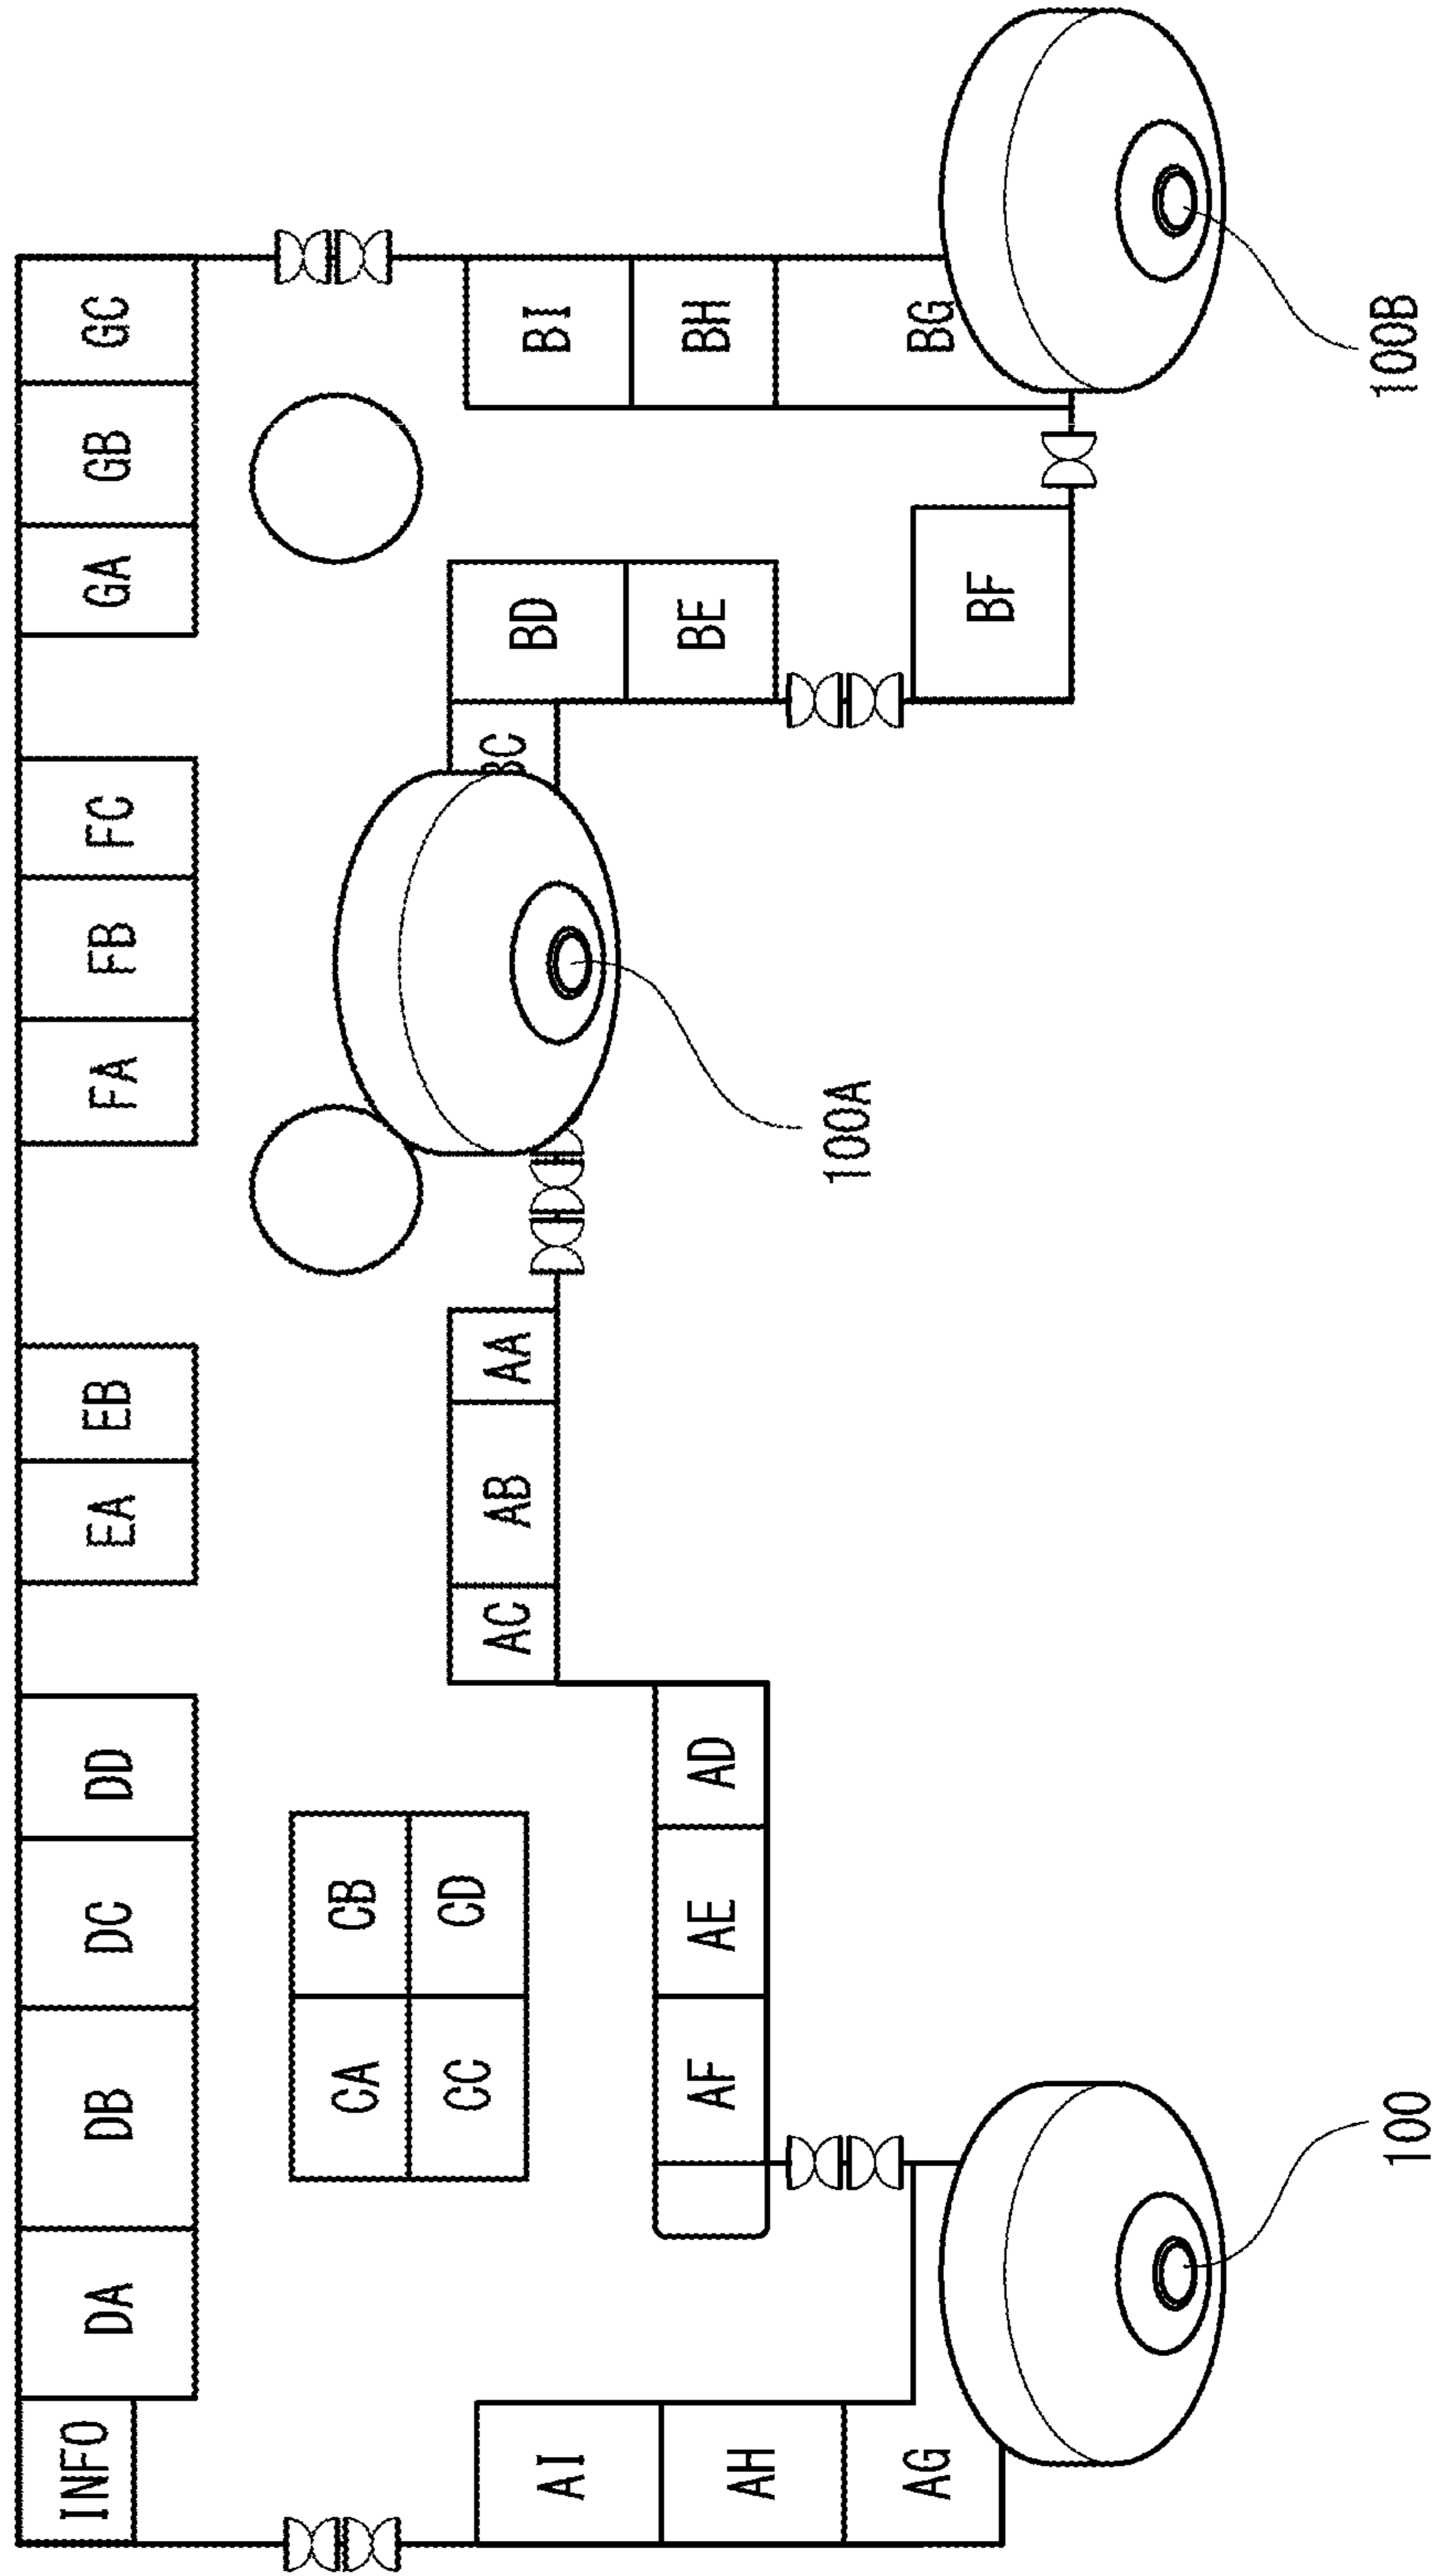 INFO
DA
DB
DC
DD
EA
EB
FA
FB
FC
GA
GB
GC
CA
CB
CC
CD
AI
AC
AB
AA
BD
BI
AH
AF
AE
AD
BE
BH
AG
BF
BG
100A
100
100B